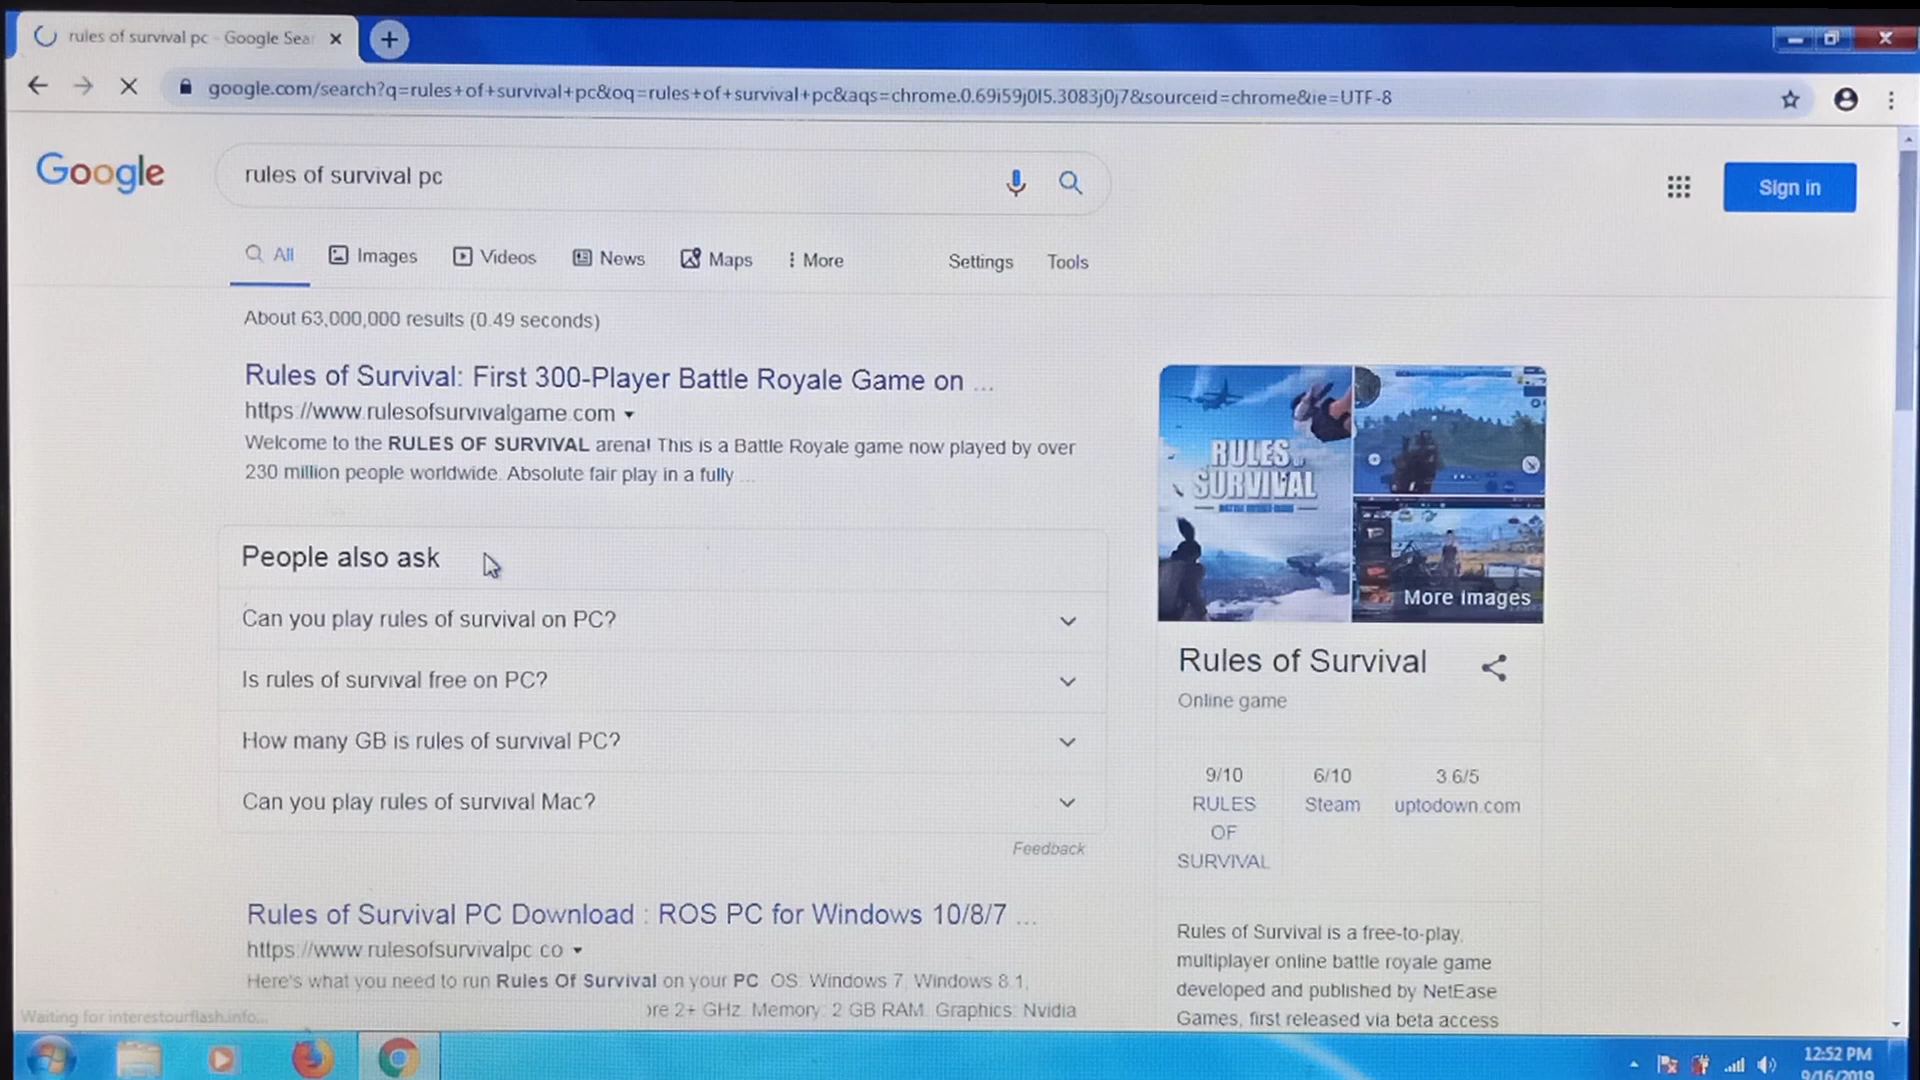 rules of survival pc - Google Sear
google.com/search?q=rules+of+survival+pc&oq=rules+of+survival+pc&aqs=chrome.0.69i59j0l5.3083j0j7&sourceid=chrome&ie=UTF-8
Google
rules of survival pc
Sign in
All
Images
Videos
News
Maps
More
Settings
Tools
About 63,000,000 results (0.49 seconds)
Rules of Survival: First 300-Player Battle Royale Game on ...
https://www.rulesofsurvivalgame.com
Welcome to the RULES OF SURVIVAL arena! This is a Battle Royale game now played by over
230 million people worldwide. Absolute fair play in a fully ...
People also ask
Can you play rules of survival on PC?
Is rules of survival free on PC?
How many GB is rules of survival PC?
Can you play rules of survival Mac?
Feedback
Rules of Survival PC Download : ROS PC for Windows 10/8/7 ...
https://www.rulesofsurvivalpc.co
Here's what you need to run Rules Of Survival on your PC. OS: Windows 7, Windows 8.1,
ore 2+ GHz. Memory: 2 GB RAM. Graphics: Nvidia
Waiting for interestourflash.info...
RULES OF
SURVIVAL
More images
Rules of Survival
Online game
9/10
RULES
OF
SURVIVAL
6/10
Steam
3.6/5
uptodown.com
Rules of Survival is a free-to-play,
multiplayer online battle royale game
developed and published by NetEase
Games, first released via beta access
12:52 PM
9/16/2019